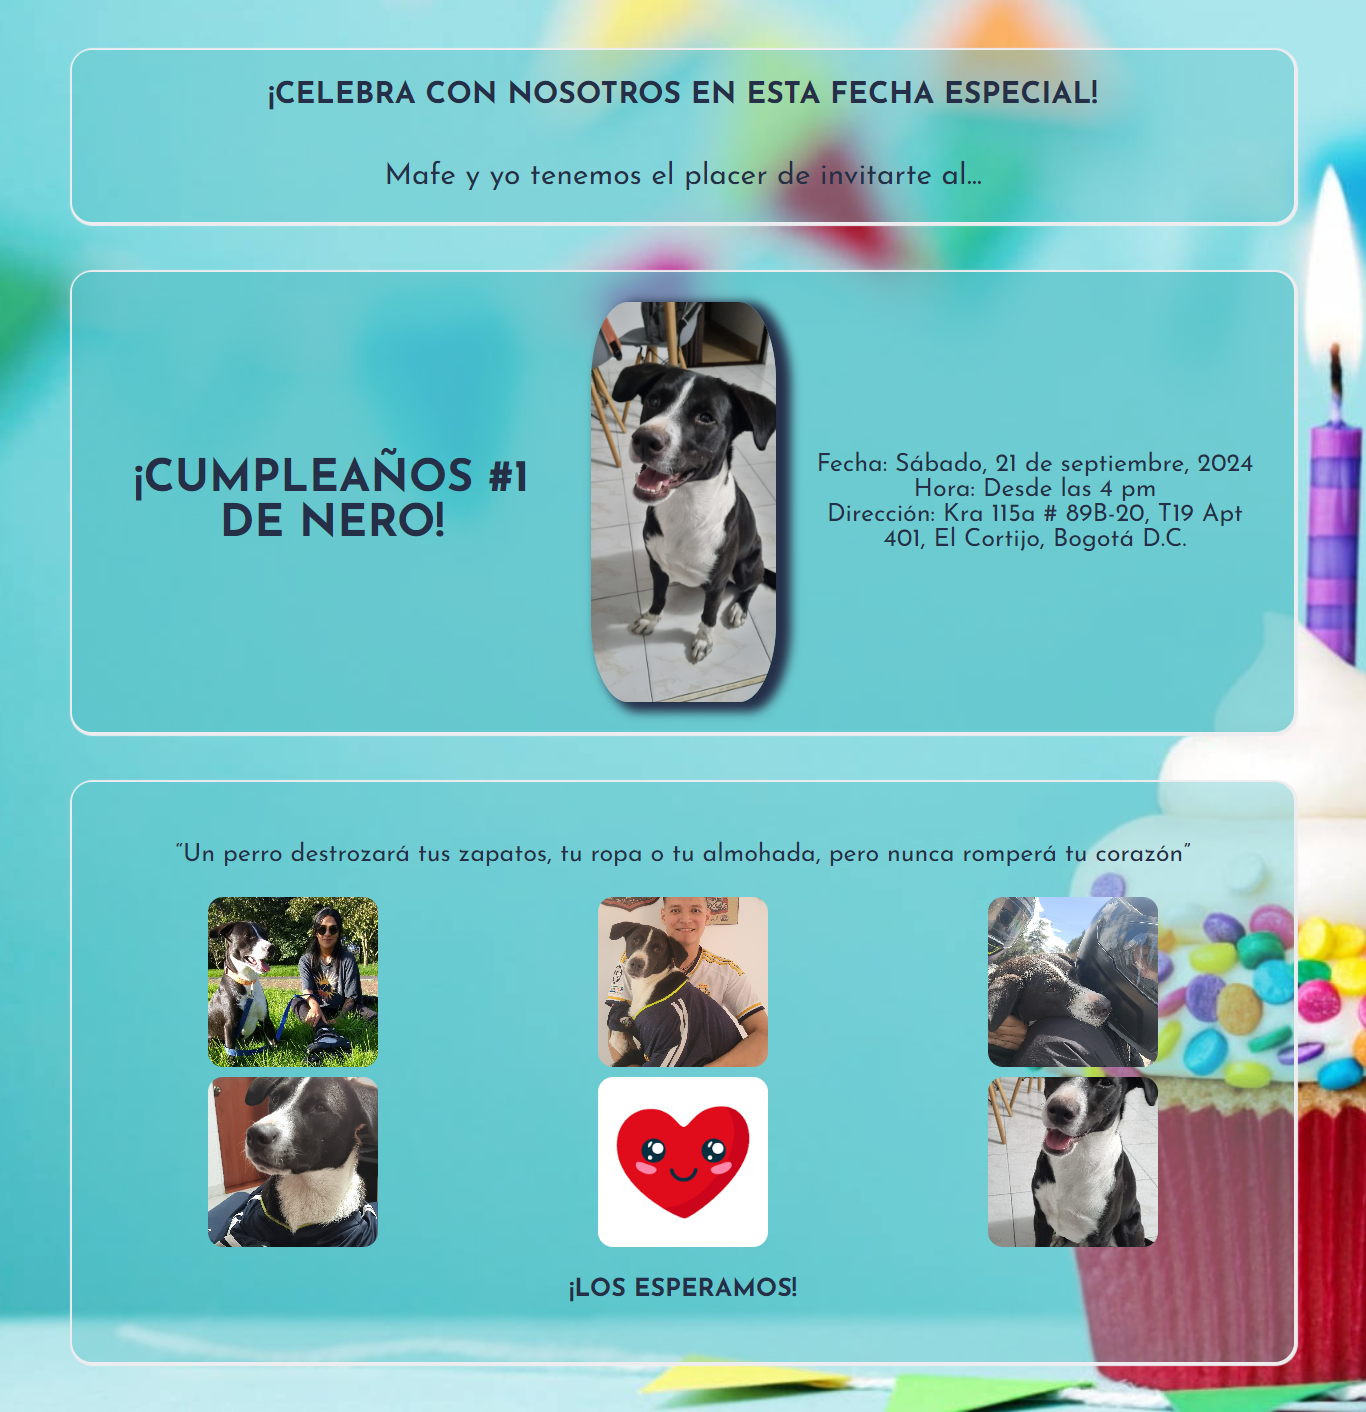 ¡CELEBRA CON NOSOTROS EN ESTA FECHA ESPECIAL!
Mafe y yo tenemos el placer de invitarte al...
¡CUMPLEAÑOS #1
DE NERO!
Fecha: Sábado, 21 de septiembre, 2024
Hora: Desde las 4 pm
Dirección: Kra 115a # 89B-20, T19 Apt
401, El Cortijo, Bogotá D.C.
"Un perro destrozará tus zapatos, tu ropa o tu almohada, pero nunca romperá tu corazón"
¡LOS ESPERAMOS!